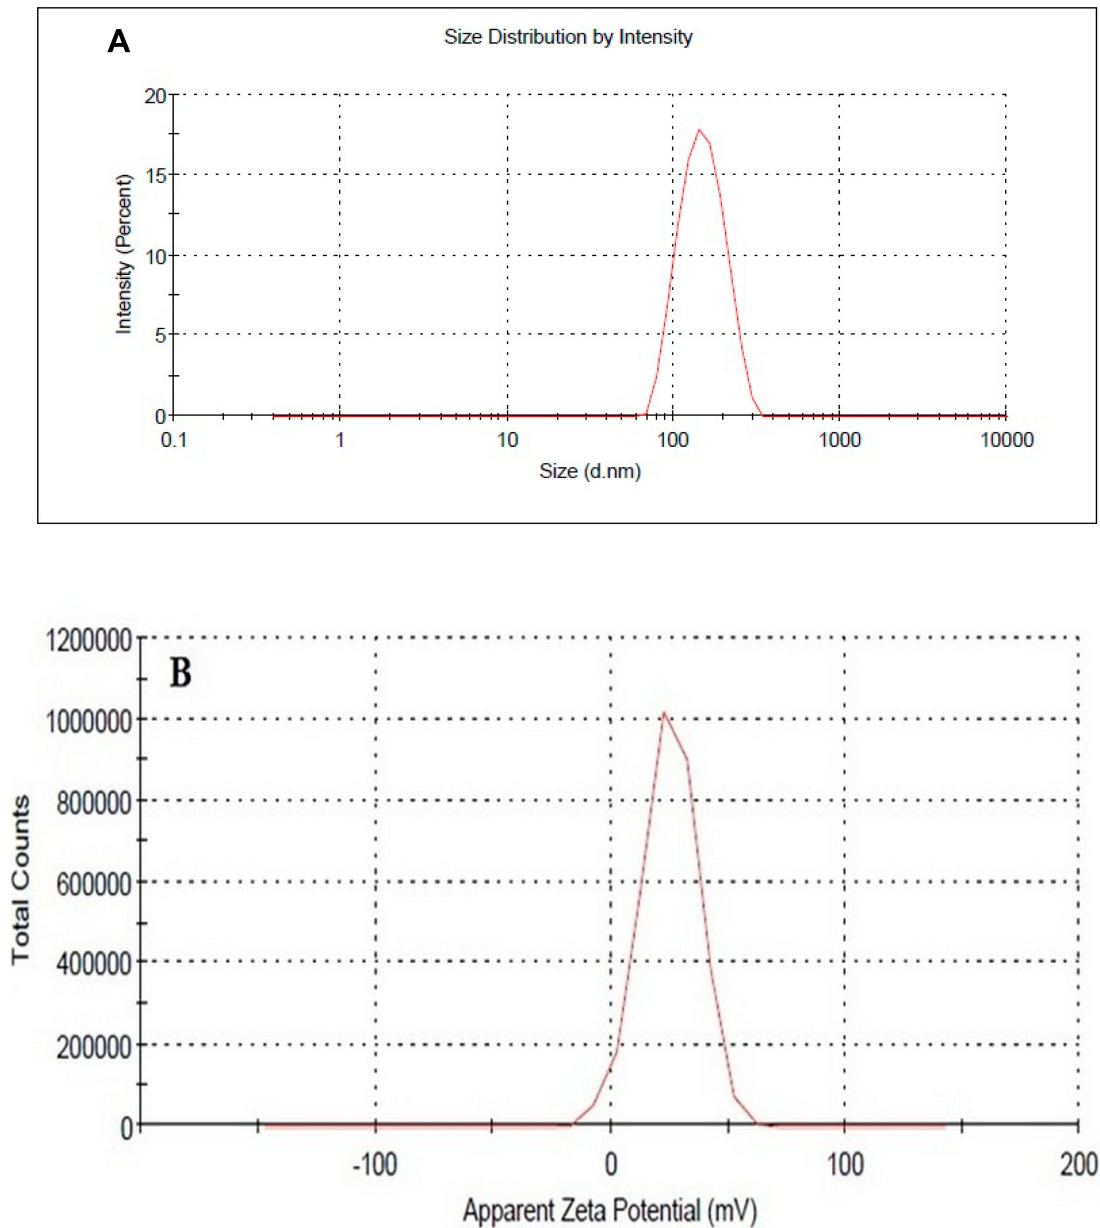 A
Size Distribution by Intensity
20
15
10
5
0
Intensity (Percent)
0.1 1 10 100 1000 10000
Size (d.nm)
B
1200000
1000000
800000
600000
400000
200000
0
Total Counts
-100 0 100 200
Apparent Zeta Potential (mV)